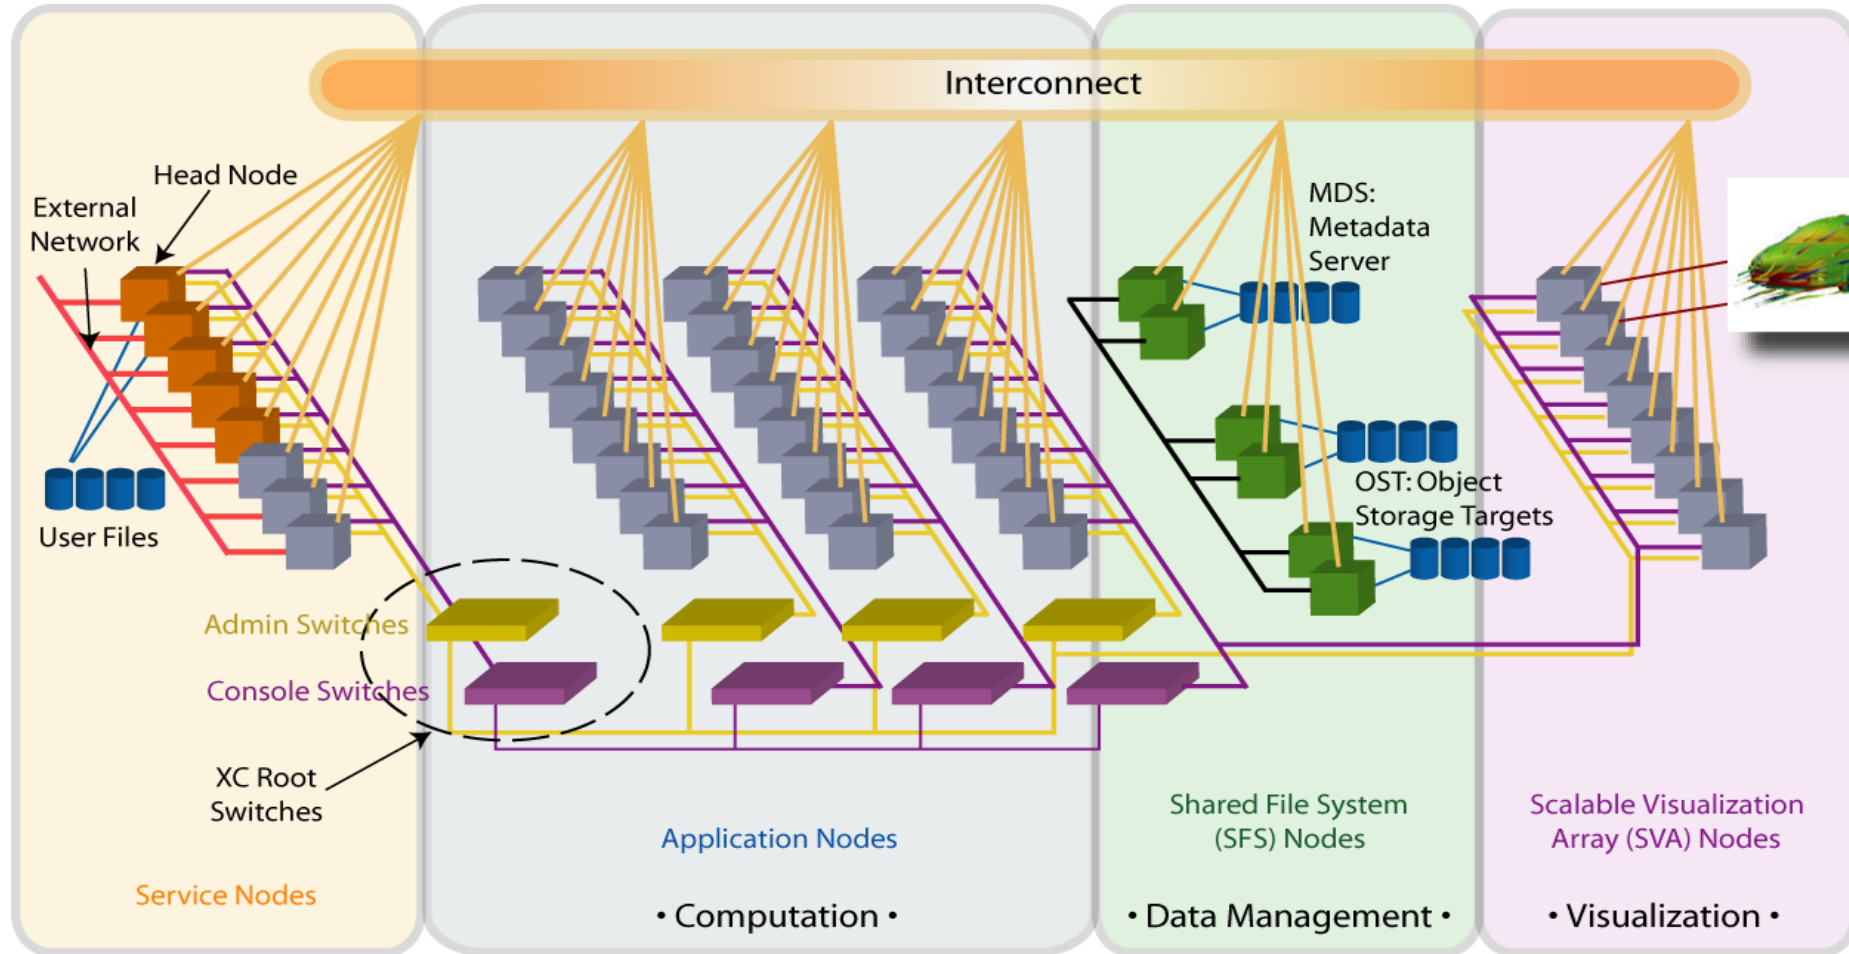 Interconnect
Head Node
External
Network
User Files
Admin Switches
Console Switches
XC Root
Switches
Service Nodes
Application Nodes
• Computation •
MDS:
Metadata
Server
OST: Object
Storage Targets
Shared File System
(SFS) Nodes
• Data Management •
Scalable Visualization
Array (SVA) Nodes
• Visualization •